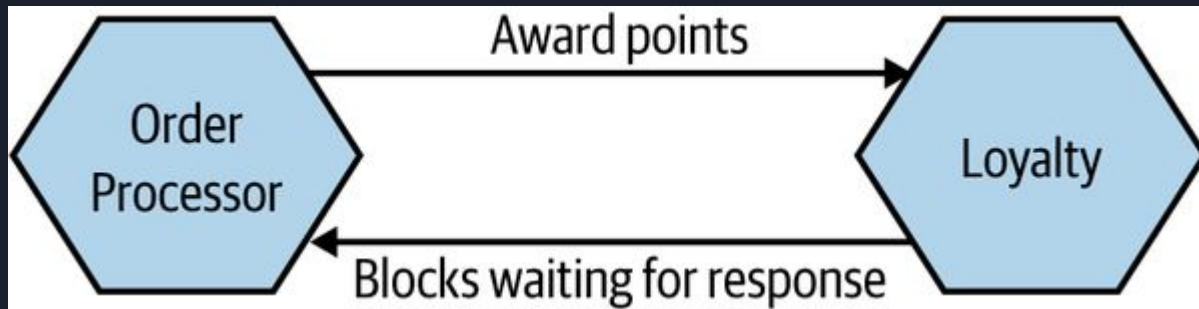 Award points
Order
Processor
Loyalty
Blocks waiting for response